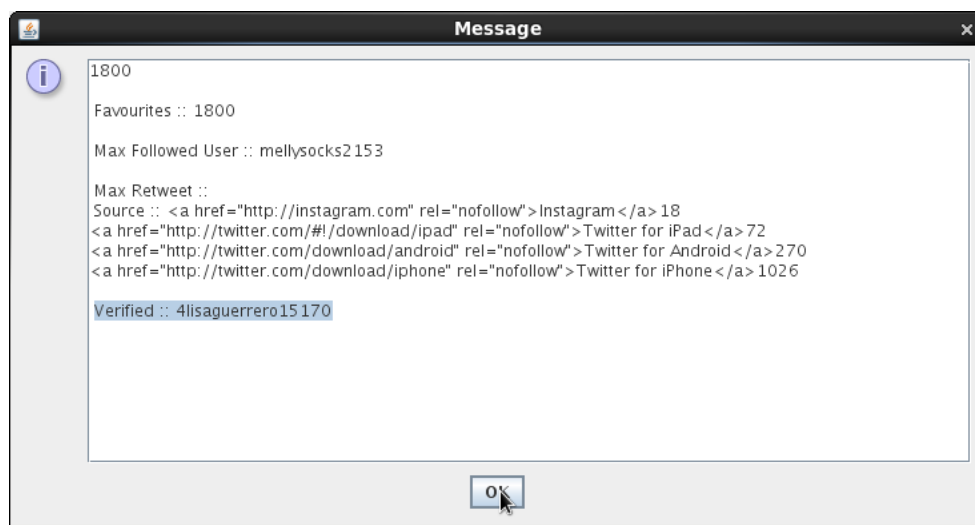 Message
1800
Favourites :: 1800
Max Followed User :: mellysocks2153
Max Retweet ::
Source :: <a href="http://instagram.com" rel="nofollow">Instagram</a>18
<a href="http://twitter.com/#!/download/ipad" rel="nofollow">Twitter for iPad</a>72
<a href="http://twitter.com/download/android" rel="nofollow">Twitter for Android</a>270
<a href="http://twitter.com/download/iphone" rel="nofollow">Twitter for iPhone</a>1026
Verified :: 4lisaguerrero15170
OK